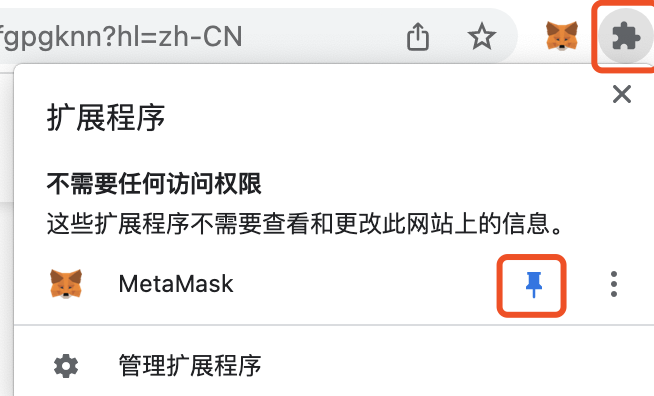 fgpgknn?hl=zh-CN
扩展程序
不需要任何访问权限
这些扩展程序不需要查看和更改此网站上的信息。
MetaMask
管理扩展程序